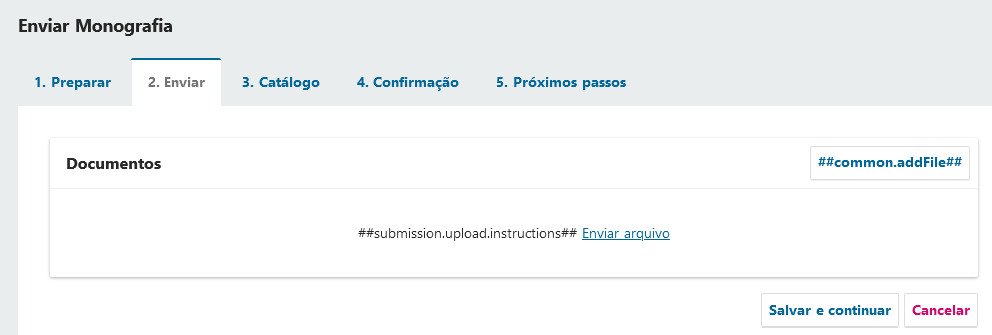 Enviar Monografia
1. Preparar 2. Enviar 3. Catálogo 4. Confirmação 5. Próximos passos
Documentos ##common.addFile##
##submission.upload.instructions## Enviar arquivo
Salvar e continuar Cancelar